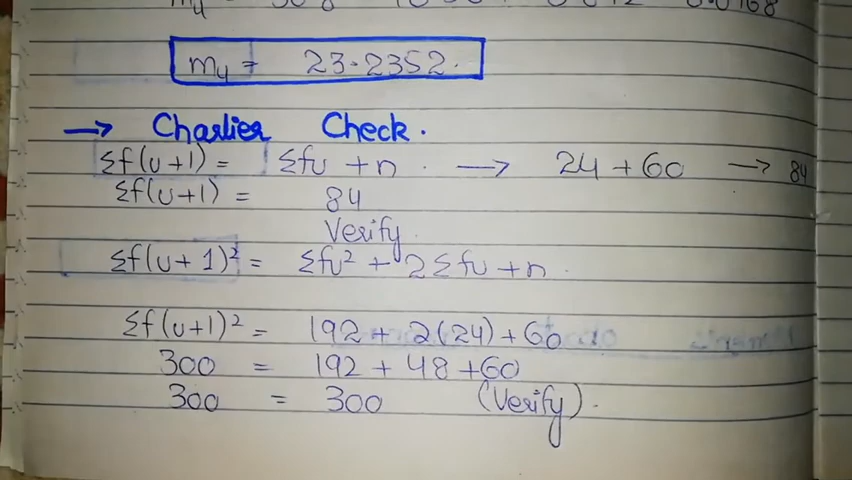 m₄ = 23.2352.
→ Charlier Check.
Σf(u+1) = Σfu + n. → 24 + 60 → 84
Σf(u+1) = 84
Verify
Σf(u+1)² = Σfu² + 2Σfu + n.
Σf(u+1)² = 192 + 2(24) + 60
300 = 192 + 48 + 60
300 = 300 (Verify).